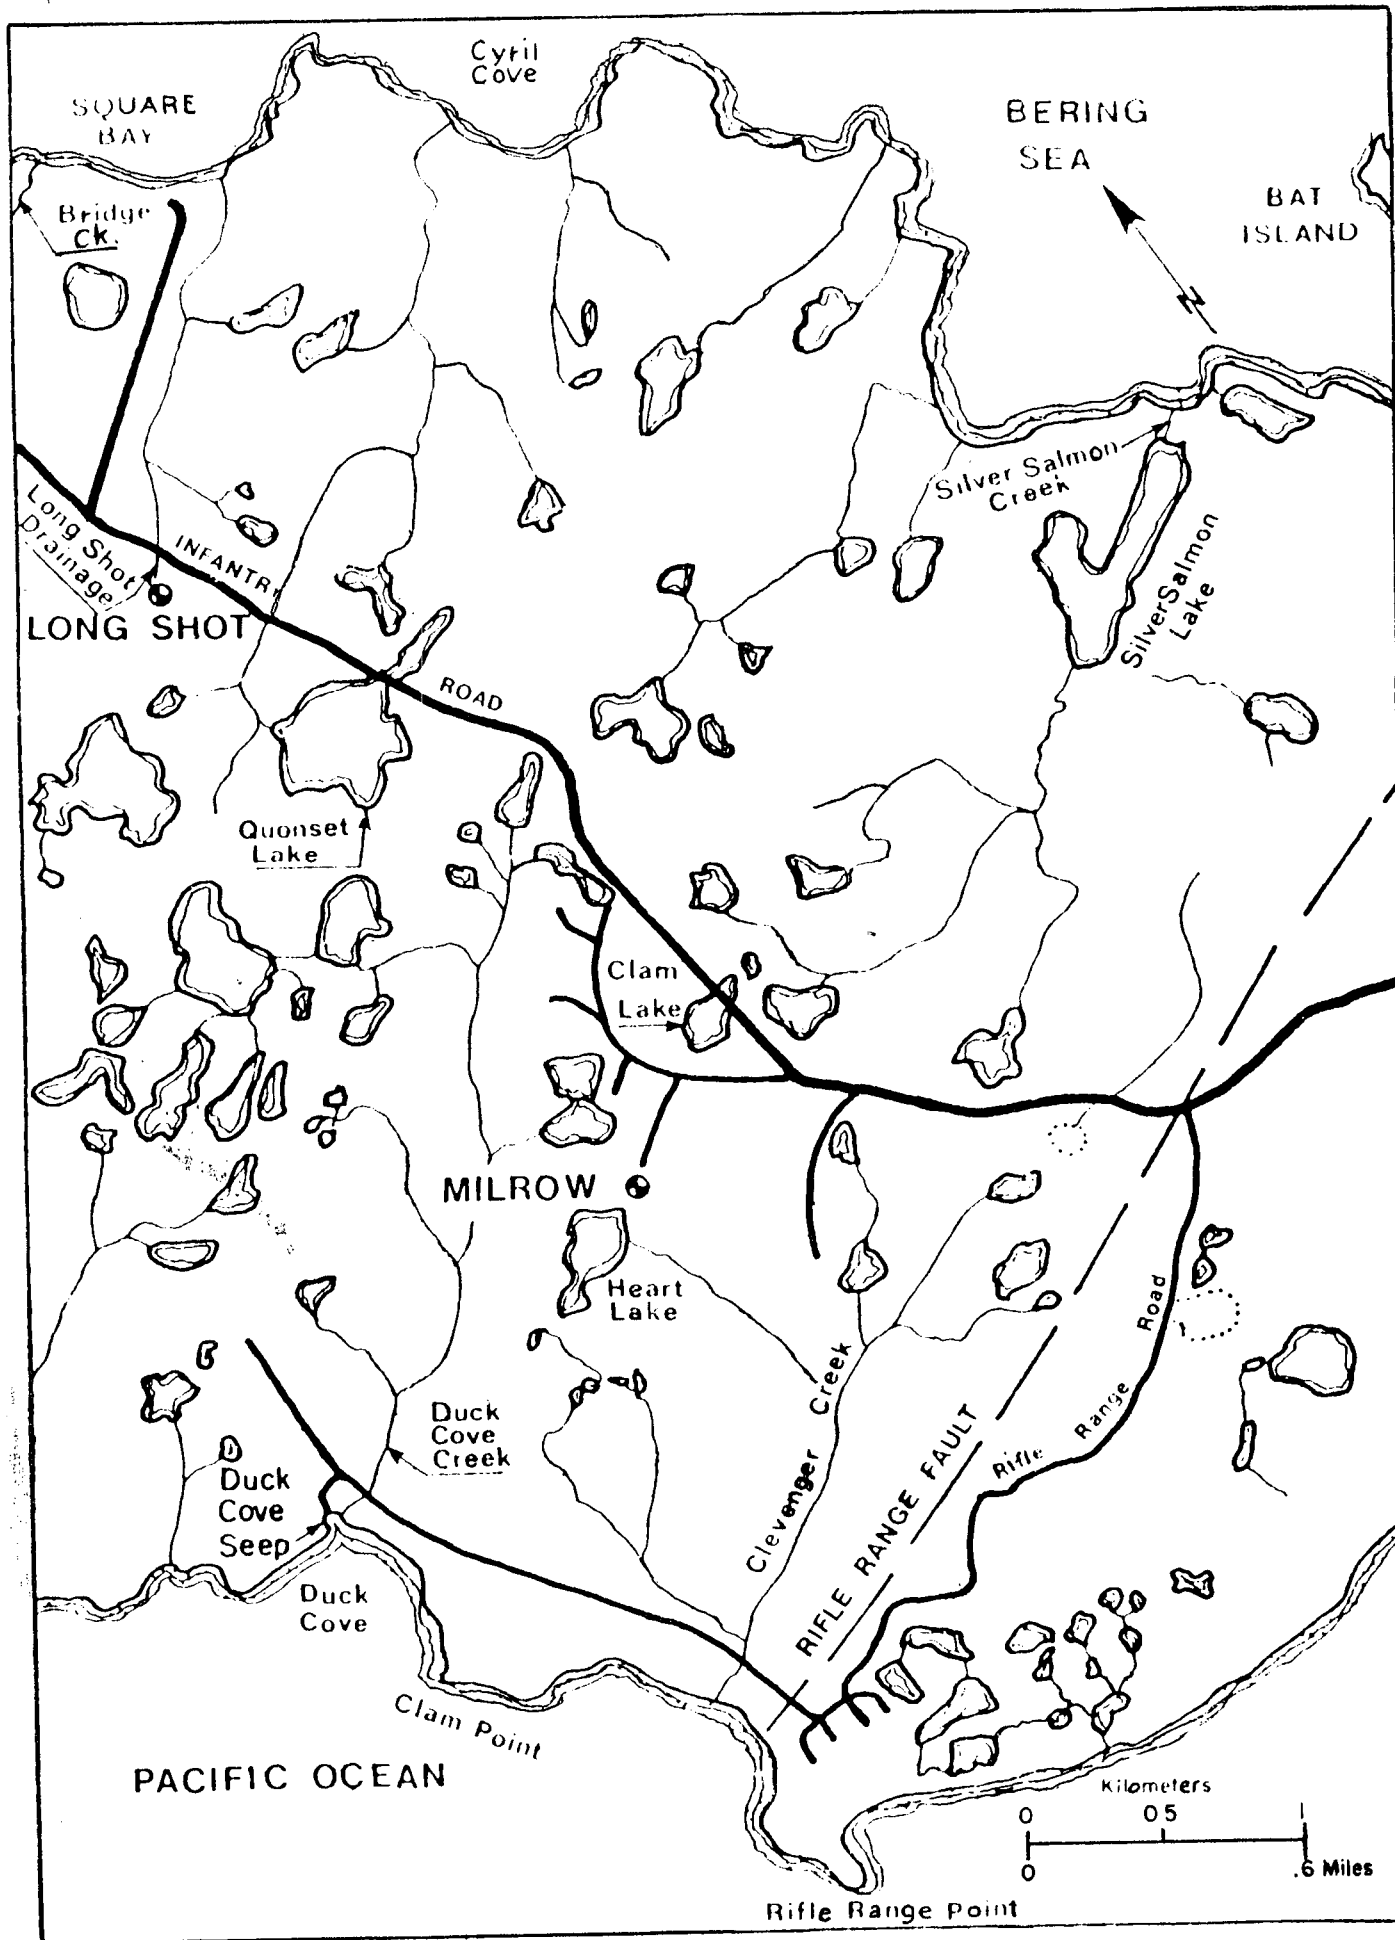 Cyril
Cove
SQUARE
BAY
BERING
SEA
BAT
ISLAND
N
Bridge
Ck.
Silver Salmon
Creek
Silver Salmon
Lake
Long Shot
Drainage
INFANTRY
ROAD
LONG SHOT
Quonset
Lake
Clam
Lake
MILROW
Heart
Lake
Duck
Cove
Creek
Clevenger
Creek
RIFLE RANGE FAULT
Rifle
Range
Road
Duck
Cove
Seep
Duck
Cove
Clam Point
PACIFIC OCEAN
Kilometers
0 05 1
0 .6 Miles
Rifle Range Point